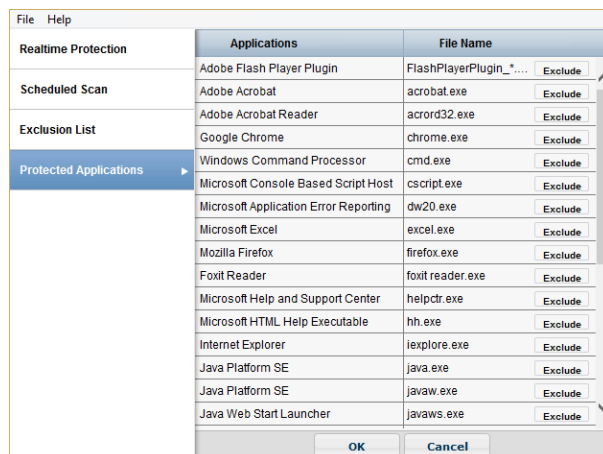 File Help
Realtime Protection
Scheduled Scan
Exclusion List
Protected Applications
Applications File Name
Adobe Flash Player Plugin FlashPlayerPlugin_*.... Exclude
Adobe Acrobat acrobat.exe Exclude
Adobe Acrobat Reader acrord32.exe Exclude
Google Chrome chrome.exe Exclude
Windows Command Processor cmd.exe Exclude
Microsoft Console Based Script Host cscript.exe Exclude
Microsoft Application Error Reporting dw20.exe Exclude
Microsoft Excel excel.exe Exclude
Mozilla Firefox firefox.exe Exclude
Foxit Reader foxit reader.exe Exclude
Microsoft Help and Support Center helpctr.exe Exclude
Microsoft HTML Help Executable hh.exe Exclude
Internet Explorer iexplore.exe Exclude
Java Platform SE java.exe Exclude
Java Platform SE javaw.exe Exclude
Java Web Start Launcher javaws.exe Exclude
OK Cancel